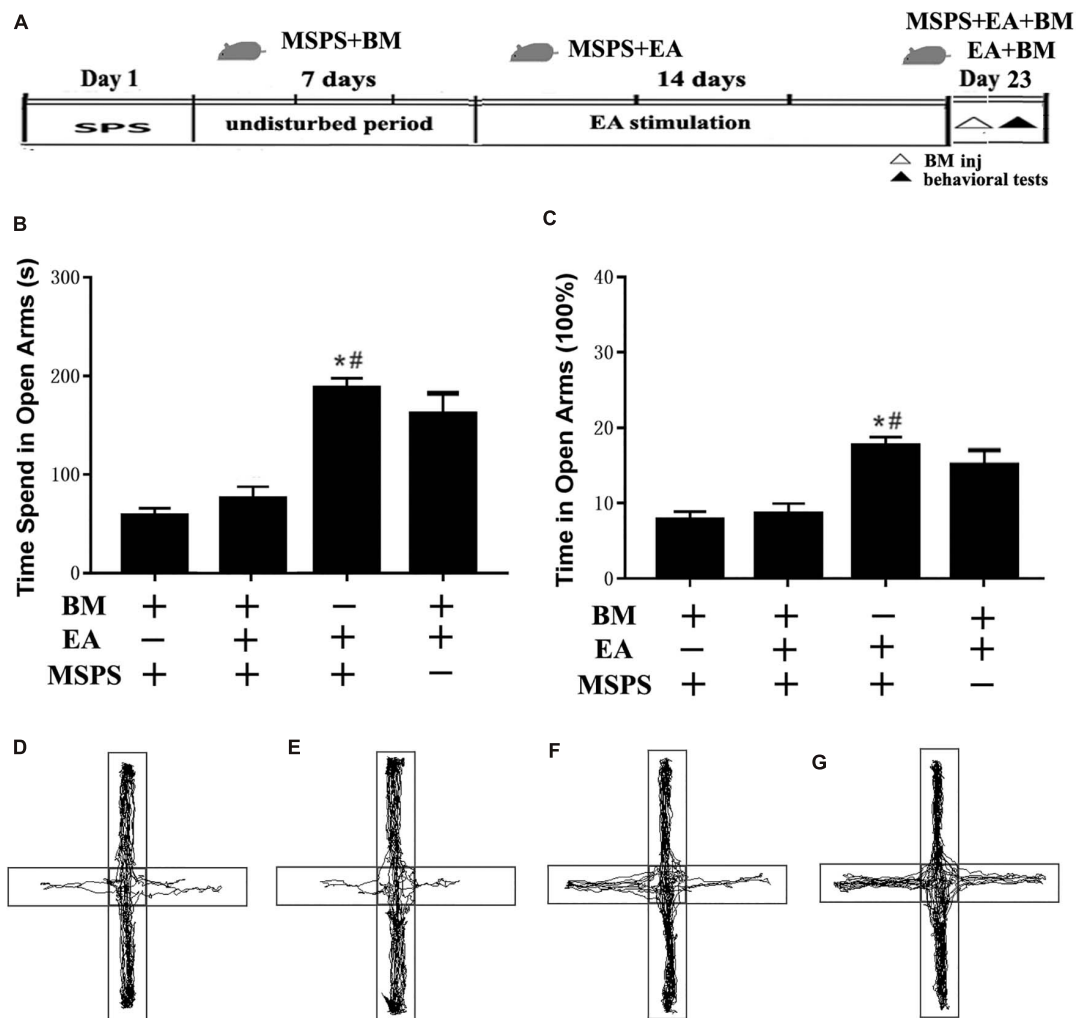 A
MSPS+BM
MSPS+EA
MSPS+EA+BM
EA+BM
Day 1
7 days
14 days
Day 23
SPS
undisturbed period
EA stimulation
BM inj
behavioral tests
B
Time Spend in Open Arms (s)
300
200
100
0
*#
BM + + − +
EA − + + +
MSPS + + + −
C
Time in Open Arms (100%)
40
30
20
10
0
*#
BM + + − +
EA − + + +
MSPS + + + −
D
E
F
G